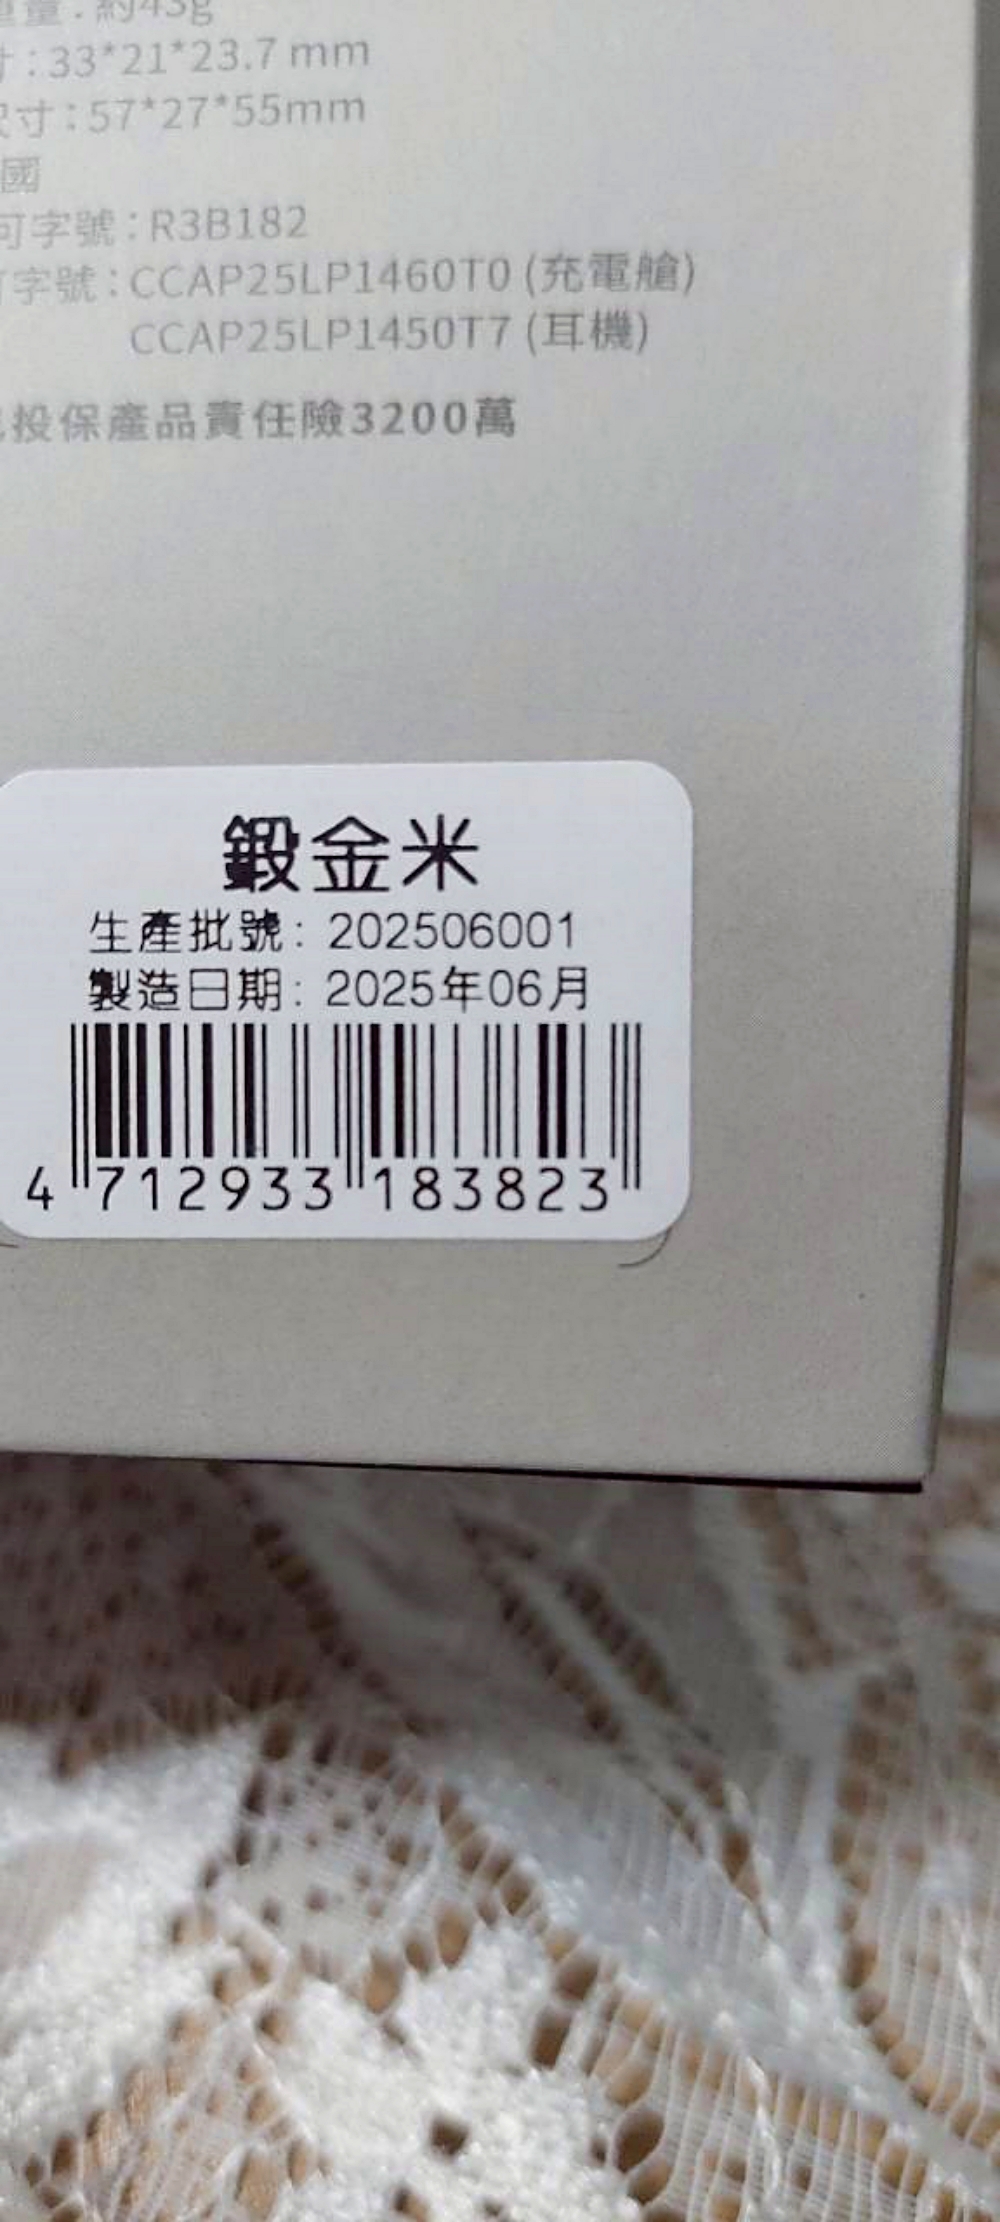 重量：約43g
寸：33*21*23.7 mm
尺寸：57*27*55mm
國
可字號：R3B182
可字號：CCAP25LP1460T0 (充電艙)
CCAP25LP1450T7 (耳機)
已投保產品責任險3200萬
鍛金米
生產批號: 202506001
製造日期: 2025年06月
4 712933 183823